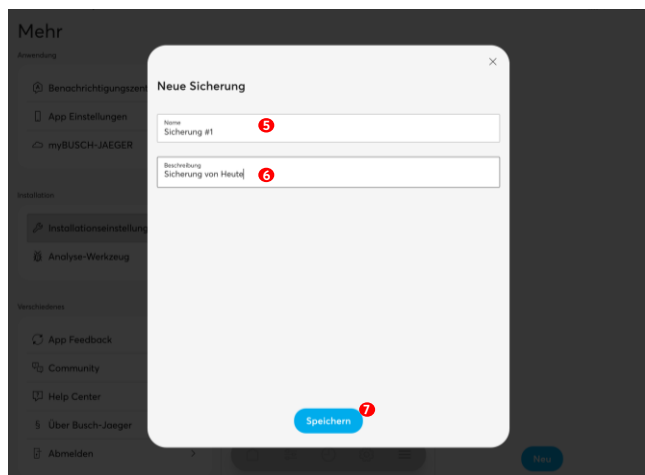 Mehr
Anwendung
Benachrichtigungszent
App Einstellungen
myBUSCH-JAEGER
Installation
Installationseinstellung
Analyse-Werkzeug
Verschiedenes
App Feedback
Community
Help Center
Über Busch-Jaeger
Abmelden
Neue Sicherung
Name
Sicherung #1
5
Beschreibung
Sicherung von Heute
6
7
Speichern
Neu